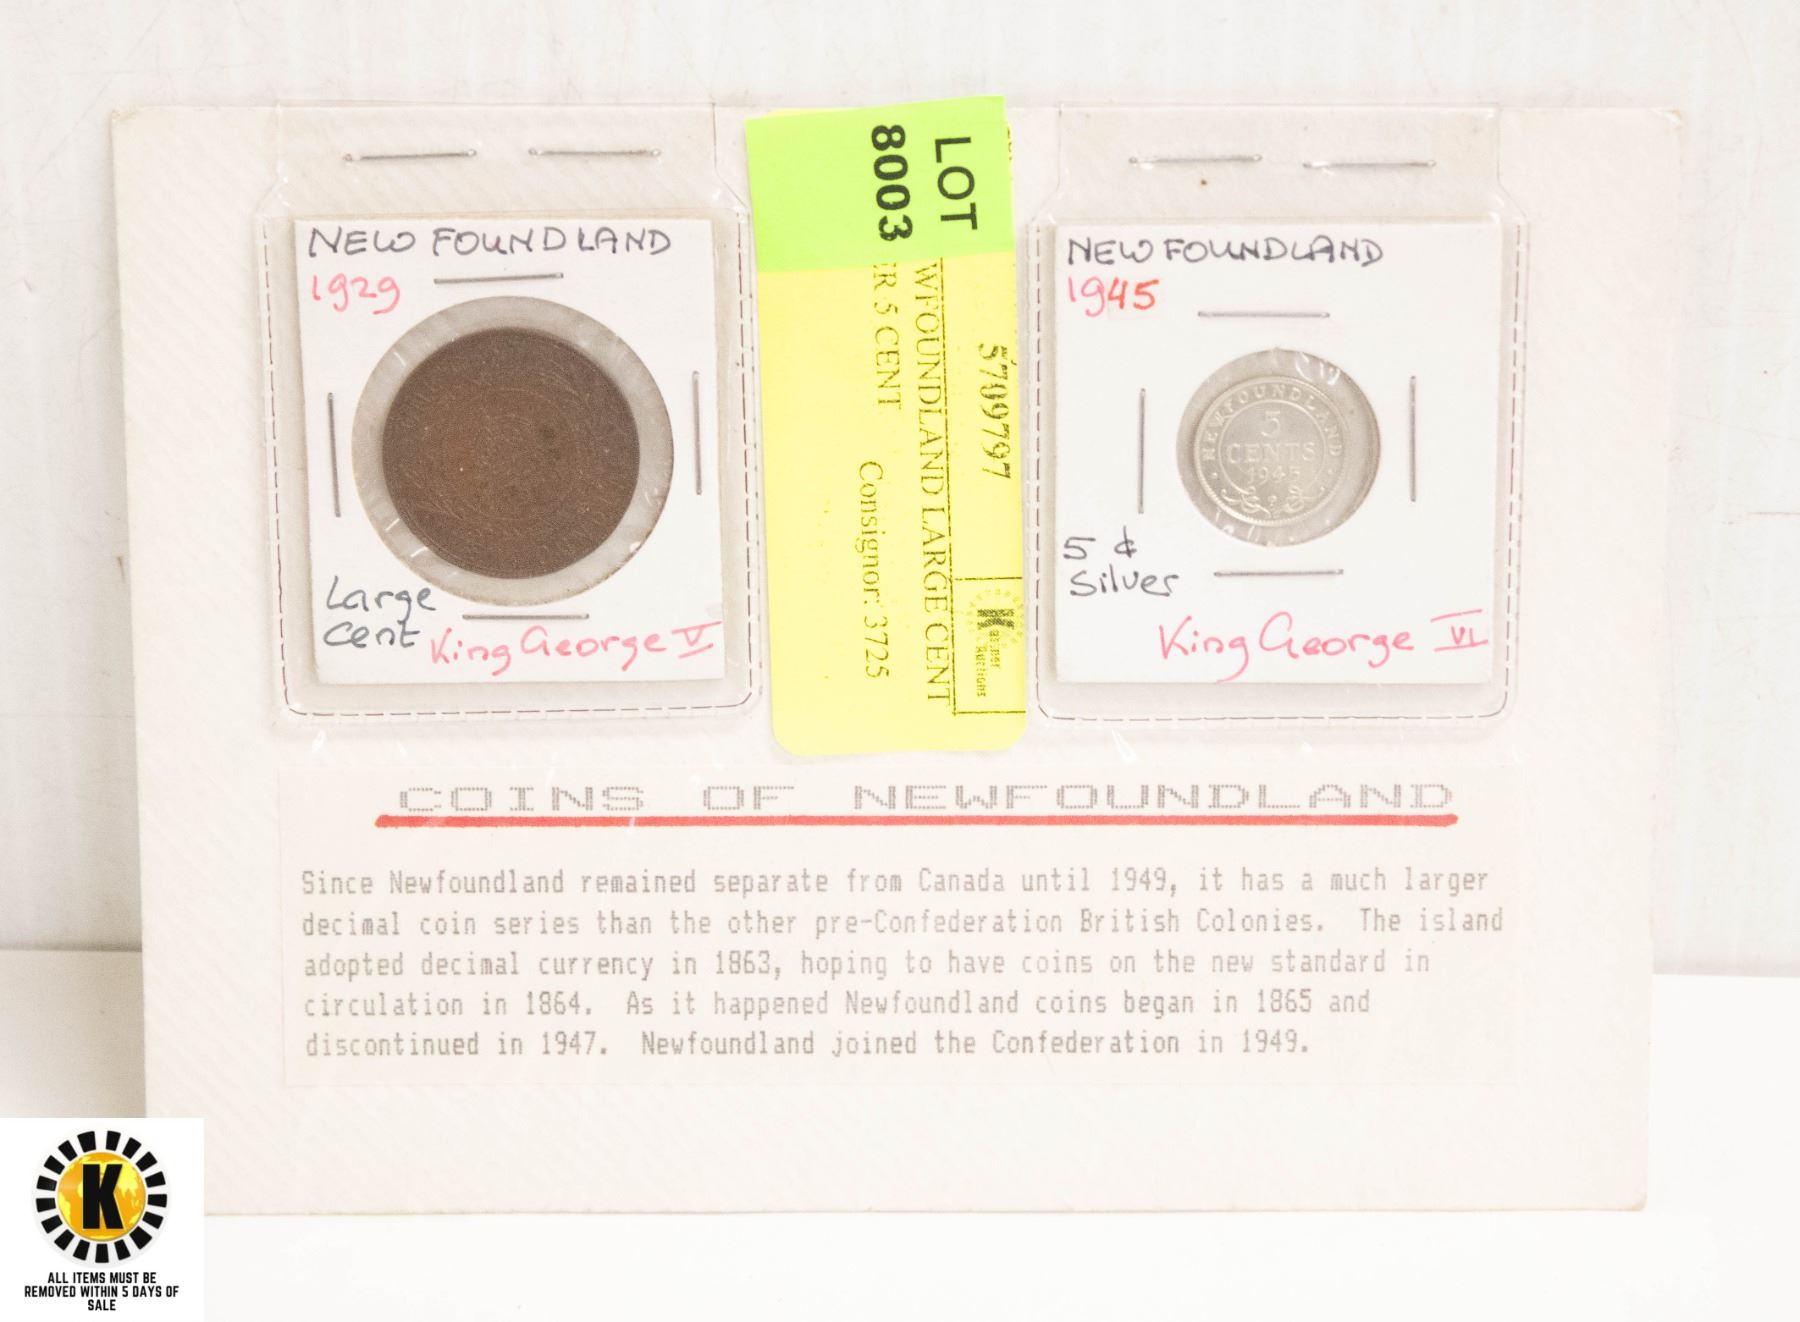 NEWFOUNDLAND
1929
Large
Cent
King George V
LOT
8003
5709797
WFOUNDLAND LARGE CENT
ER 5 CENT
Consignor: 3725
Kasper
Auctions
NEWFOUNDLAND
1945
NEWFOUNDLAND
5
CENTS
1945
5 ¢
Silver
King George VI
COINS OF NEWFOUNDLAND
Since Newfoundland remained separate from Canada until 1949, it has a much larger
decimal coin series than the other pre-Confederation British Colonies. The island
adopted decimal currency in 1863, hoping to have coins on the new standard in
circulation in 1864. As it happened Newfoundland coins began in 1865 and
discontinued in 1947. Newfoundland joined the Confederation in 1949.
K
ALL ITEMS MUST BE
REMOVED WITHIN 5 DAYS OF
SALE